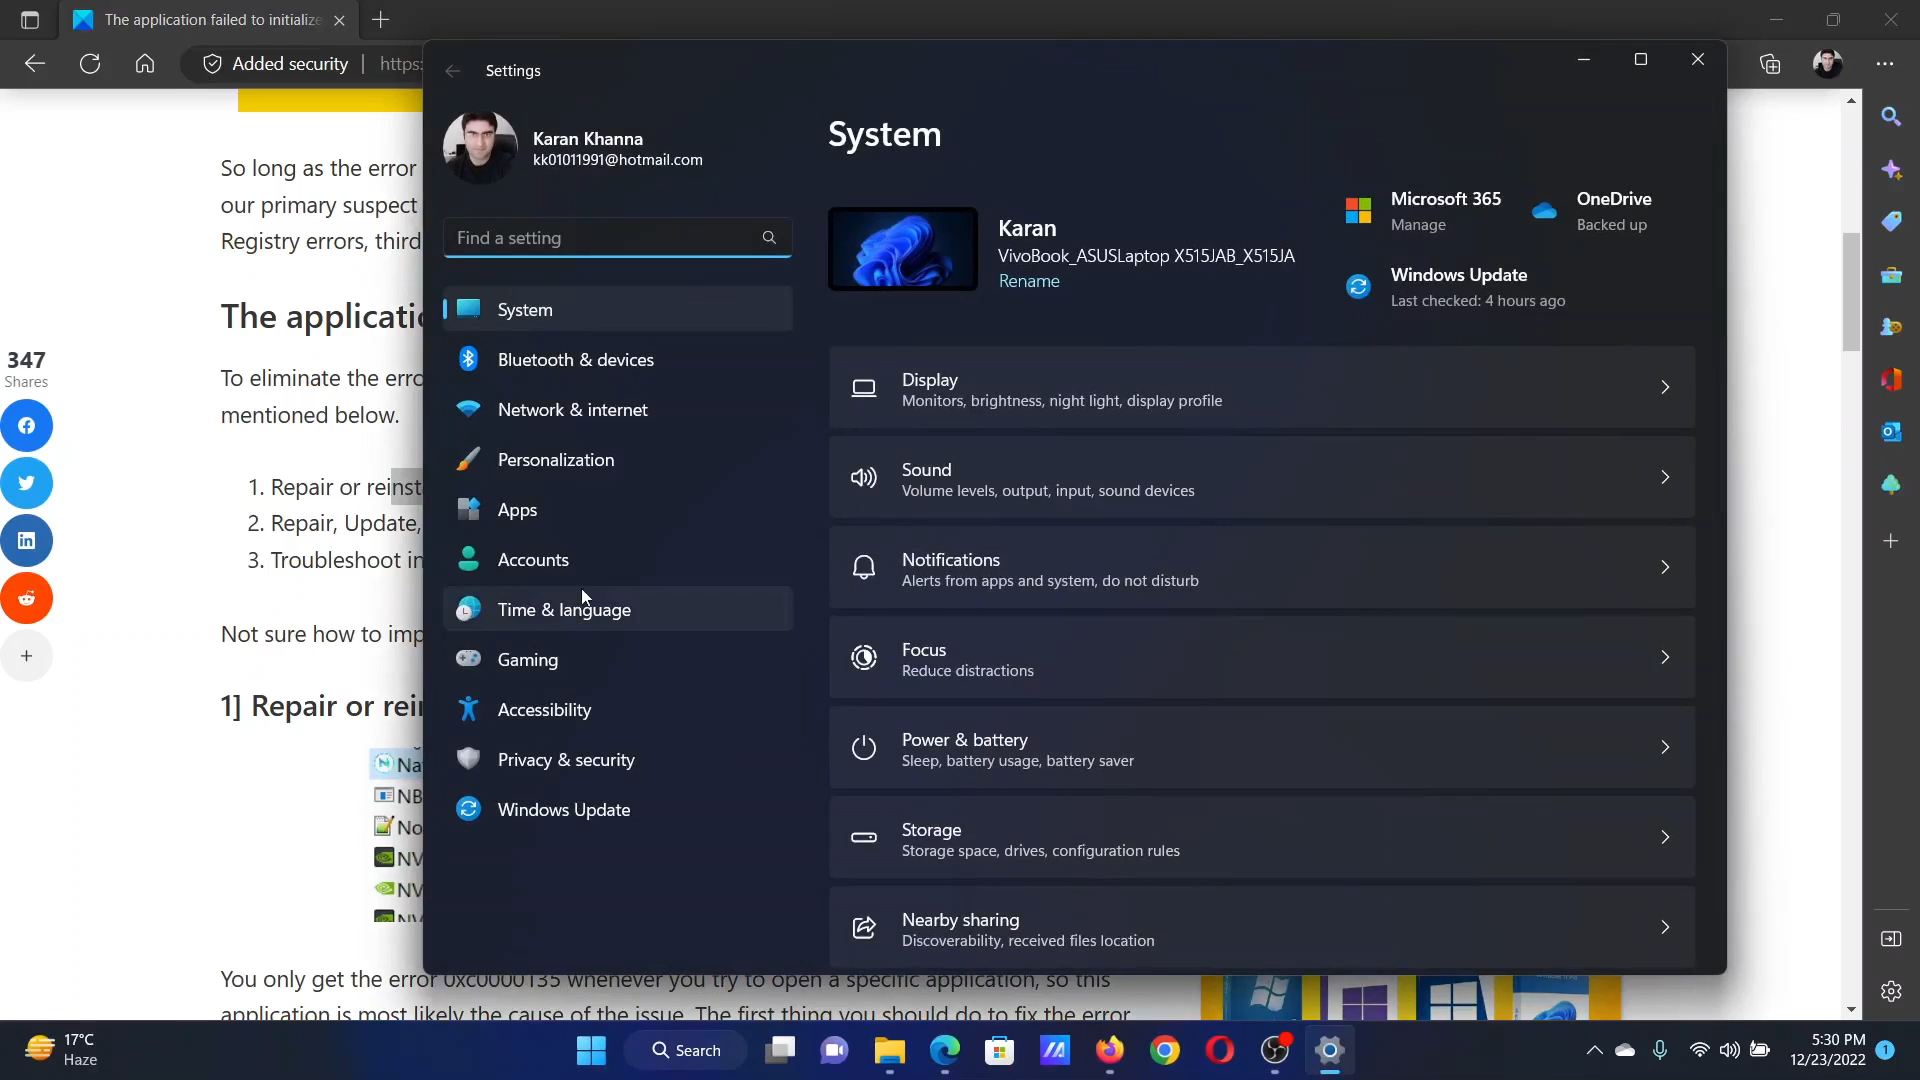 The application failed to initialize
Added security
https:
So long as the error
our primary suspect
Registry errors, third
The applicatio
347
Shares
To eliminate the erro
mentioned below.
1. Repair or reinst
2. Repair, Update,
3. Troubleshoot in
Not sure how to imp
1] Repair or rei
Na
NB
No
NV
NV
NV
You only get the error 0xc0000135 whenever you try to open a specific application, so this
application is most likely the cause of the issue. The first thing you should do to fix the error
Settings
Karan Khanna
kk01011991@hotmail.com
Find a setting
System
Bluetooth & devices
Network & internet
Personalization
Apps
Accounts
Time & language
Gaming
Accessibility
Privacy & security
Windows Update
System
Karan
VivoBook_ASUSLaptop X515JAB_X515JA
Rename
Microsoft 365
Manage
OneDrive
Backed up
Windows Update
Last checked: 4 hours ago
Display
Monitors, brightness, night light, display profile
Sound
Volume levels, output, input, sound devices
Notifications
Alerts from apps and system, do not disturb
Focus
Reduce distractions
Power & battery
Sleep, battery usage, battery saver
Storage
Storage space, drives, configuration rules
Nearby sharing
Discoverability, received files location
17°C
Haze
Search
5:30 PM
12/23/2022
1